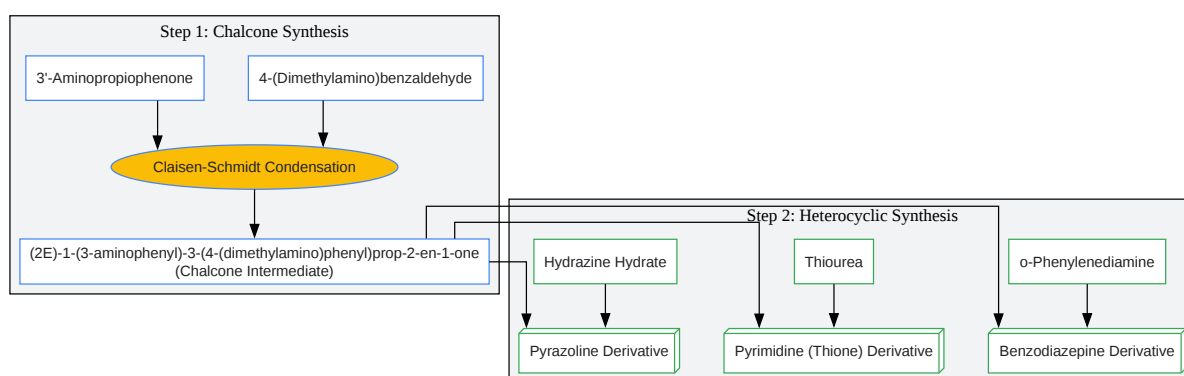 Step 1: Chalcone Synthesis
3'-Aminopropiophenone
4-(Dimethylamino)benzaldehyde
Claisen-Schmidt Condensation
(2E)-1-(3-aminophenyl)-3-(4-(dimethylamino)phenyl)prop-2-en-1-one
(Chalcone Intermediate)
Step 2: Heterocyclic Synthesis
Hydrazine Hydrate
Thiourea
o-Phenylenediamine
Pyrazoline Derivative
Pyrimidine (Thione) Derivative
Benzodiazepine Derivative